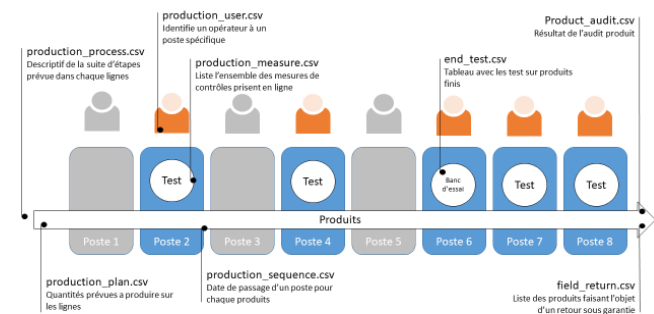 production_user.csv
Identifie un opérateur à un
poste spécifique
Product_audit.csv
Résultat de l'audit produit
production_process.csv
Descriptif de la suite d'étapes
prévue dans chaque lignes
production_measure.csv
Liste l'ensemble des mesures de
contrôles prisent en ligne
end_test.csv
Tableau avec les test sur produits
finis
Test
Test
Banc
d'essai
Test
Test
Produits
Poste 1
Poste 2
Poste 3
Poste 4
Poste 5
Poste 6
Poste 7
Poste 8
production_plan.csv
Quantités prévues a produire sur
les lignes
production_sequence.csv
Date de passage d'un poste pour
chaque produits
field_return.csv
Liste des produits faisant l'objet
d'un retour sous garantie